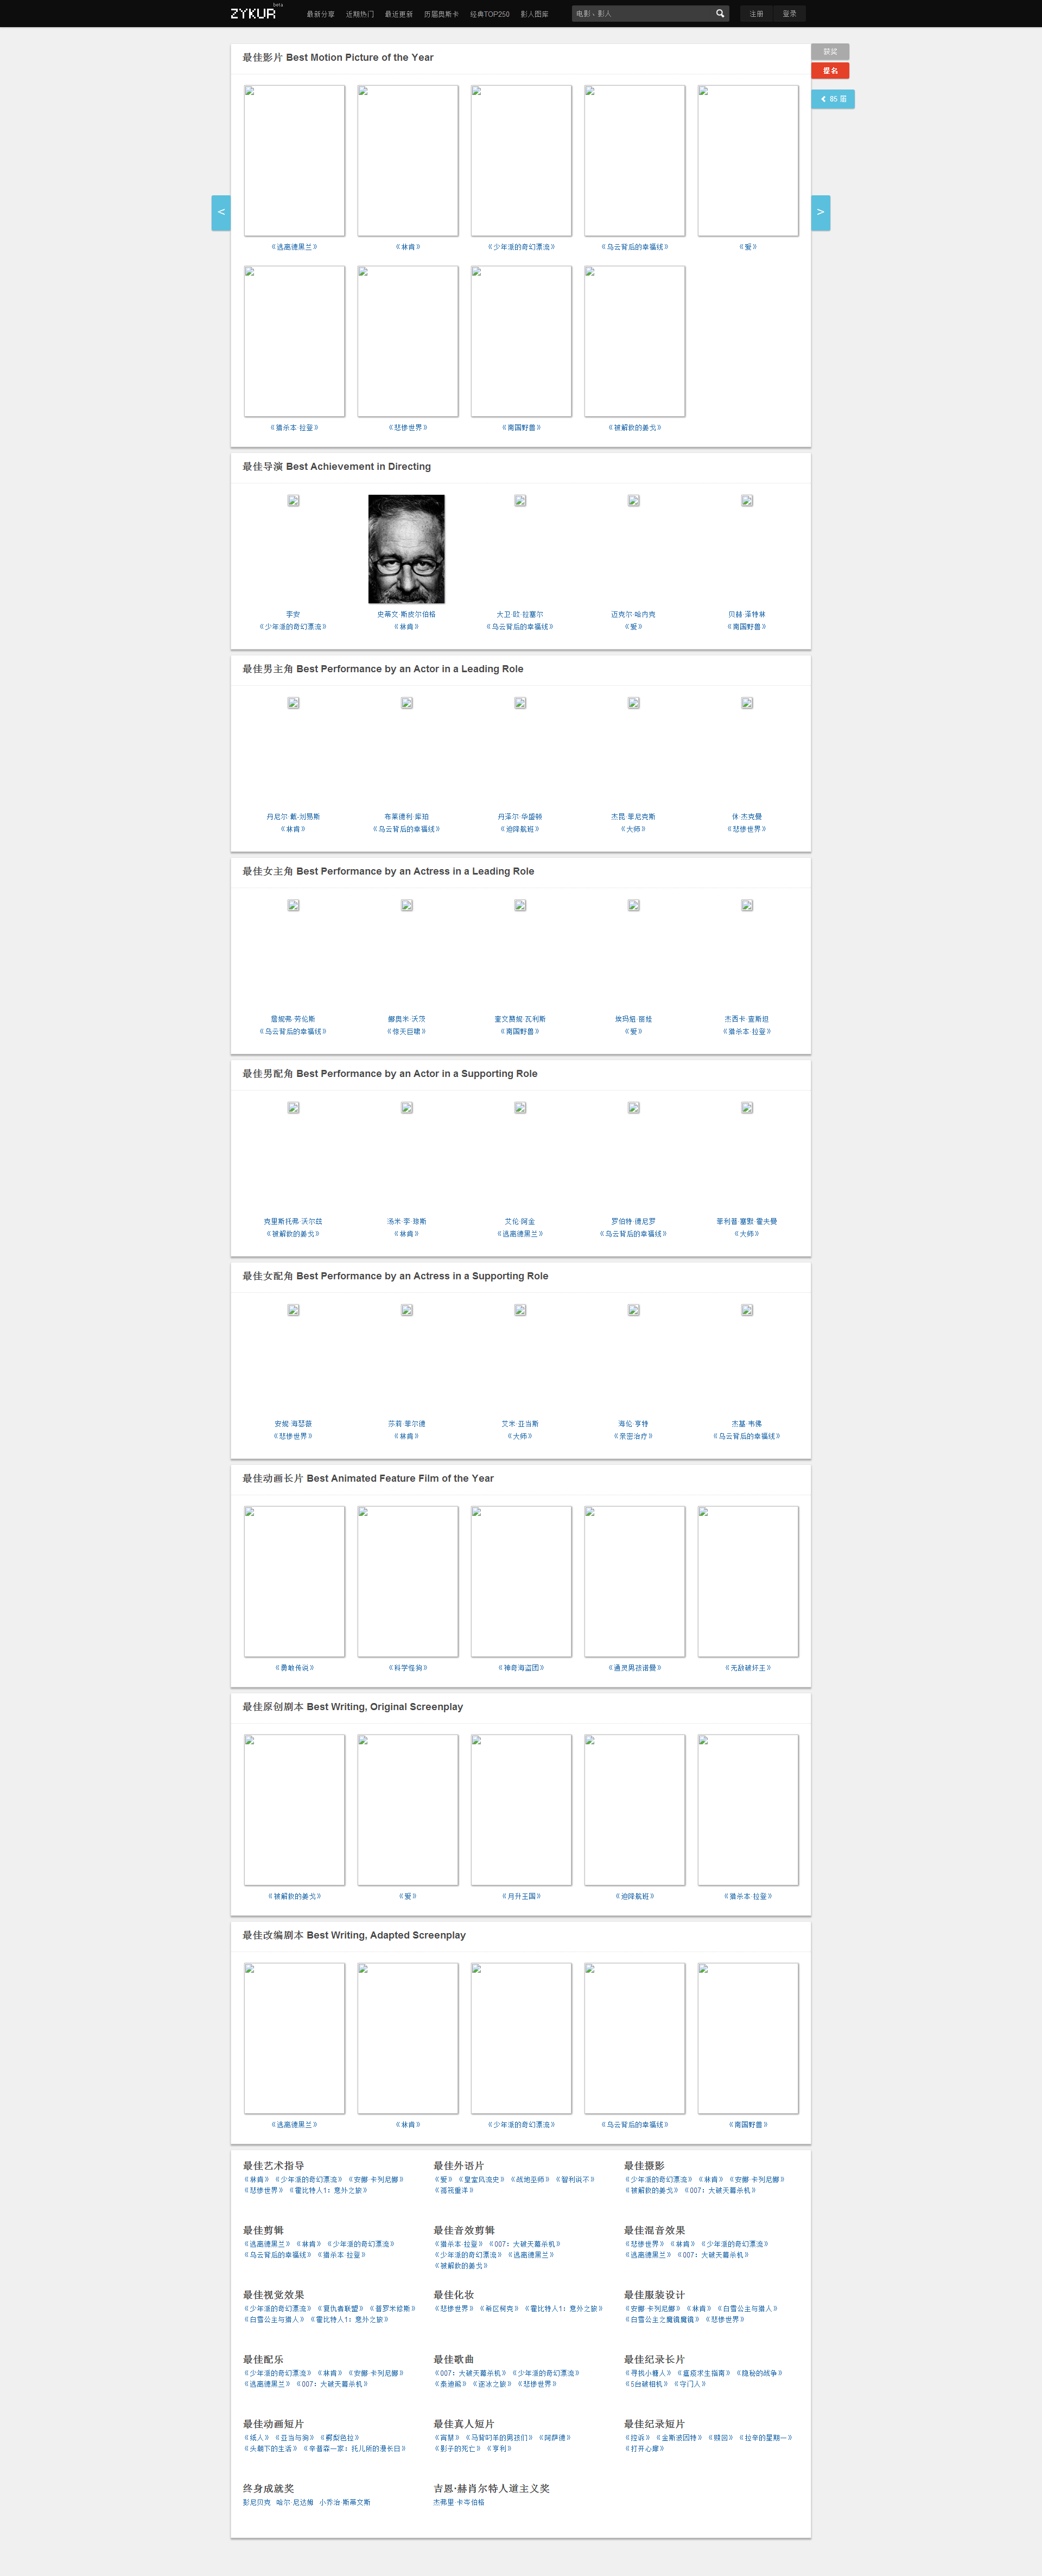 ZYKUR beta
最新分享 近期热门 最近更新 历届奥斯卡 经典TOP250 影人图库 电影，影人 注册 登录
获奖
提名
85 届
<
>
最佳影片 Best Motion Picture of the Year
《逃离德黑兰》 《林肯》 《少年派的奇幻漂流》 《乌云背后的幸福线》 《爱》
《猎杀本·拉登》 《悲惨世界》 《南国野兽》 《被解救的姜戈》
最佳导演 Best Achievement in Directing
李安 史蒂文·斯皮尔伯格 大卫·欧·拉塞尔 迈克尔·哈内克 贝赫·泽特林
《少年派的奇幻漂流》 《林肯》 《乌云背后的幸福线》 《爱》 《南国野兽》
最佳男主角 Best Performance by an Actor in a Leading Role
丹尼尔·戴-刘易斯 布莱德利·库珀 丹泽尔·华盛顿 杰昆·菲尼克斯 休·杰克曼
《林肯》 《乌云背后的幸福线》 《迫降航班》 《大师》 《悲惨世界》
最佳女主角 Best Performance by an Actress in a Leading Role
詹妮弗·劳伦斯 娜奥米·沃茨 奎文赞妮·瓦利斯 埃玛妞·丽娃 杰西卡·查斯坦
《乌云背后的幸福线》 《惊天巨啸》 《南国野兽》 《爱》 《猎杀本·拉登》
最佳男配角 Best Performance by an Actor in a Supporting Role
克里斯托弗·沃尔兹 汤米·李·琼斯 艾伦·阿金 罗伯特·德尼罗 菲利普·塞默·霍夫曼
《被解救的姜戈》 《林肯》 《逃离德黑兰》 《乌云背后的幸福线》 《大师》
最佳女配角 Best Performance by an Actress in a Supporting Role
安妮·海瑟薇 莎莉·菲尔德 艾米·亚当斯 海伦·亨特 杰基·韦佛
《悲惨世界》 《林肯》 《大师》 《亲密治疗》 《乌云背后的幸福线》
最佳动画长片 Best Animated Feature Film of the Year
《勇敢传说》 《科学怪狗》 《神奇海盗团》 《通灵男孩诺曼》 《无敌破坏王》
最佳原创剧本 Best Writing, Original Screenplay
《被解救的姜戈》 《爱》 《月升王国》 《迫降航班》 《猎杀本·拉登》
最佳改编剧本 Best Writing, Adapted Screenplay
《逃离德黑兰》 《林肯》 《少年派的奇幻漂流》 《乌云背后的幸福线》 《南国野兽》
最佳艺术指导
《林肯》 《少年派的奇幻漂流》 《安娜·卡列尼娜》
《悲惨世界》 《霍比特人1：意外之旅》
最佳外语片
《爱》 《皇室风流史》 《战地巫师》 《智利说不》
《孤筏重洋》
最佳摄影
《少年派的奇幻漂流》 《林肯》 《安娜·卡列尼娜》
《被解救的姜戈》 《007：大破天幕杀机》
最佳剪辑
《逃离德黑兰》 《林肯》 《少年派的奇幻漂流》
《乌云背后的幸福线》 《猎杀本·拉登》
最佳音效剪辑
《猎杀本·拉登》 《007：大破天幕杀机》
《少年派的奇幻漂流》 《逃离德黑兰》
《被解救的姜戈》
最佳混音效果
《悲惨世界》 《林肯》 《少年派的奇幻漂流》
《逃离德黑兰》 《007：大破天幕杀机》
最佳视觉效果
《少年派的奇幻漂流》 《复仇者联盟》 《普罗米修斯》
《白雪公主与猎人》 《霍比特人1：意外之旅》
最佳化妆
《悲惨世界》 《希区柯克》 《霍比特人1：意外之旅》
最佳服装设计
《安娜·卡列尼娜》 《林肯》 《白雪公主与猎人》
《白雪公主之魔镜魔镜》 《悲惨世界》
最佳配乐
《少年派的奇幻漂流》 《林肯》 《安娜·卡列尼娜》
《逃离德黑兰》 《007：大破天幕杀机》
最佳歌曲
《007：大破天幕杀机》 《少年派的奇幻漂流》
《泰迪熊》 《逐冰之旅》 《悲惨世界》
最佳纪录长片
《寻找小糖人》 《瘟疫求生指南》 《隐秘的战争》
《5台破相机》 《守门人》
最佳动画短片
《纸人》 《亚当与狗》 《鳄梨色拉》
《头朝下的生活》 《辛普森一家：托儿所的漫长日》
最佳真人短片
《宵禁》 《马背叼羊的男孩们》 《阿萨德》
《影子的死亡》 《亨利》
最佳纪录短片
《控诉》 《金斯波因特》 《赎回》 《拉辛的星期一》
《打开心扉》
终身成就奖
彭尼贝克 哈尔·尼达姆 小乔治·斯蒂文斯
吉恩·赫肖尔特人道主义奖
杰弗里·卡岑伯格